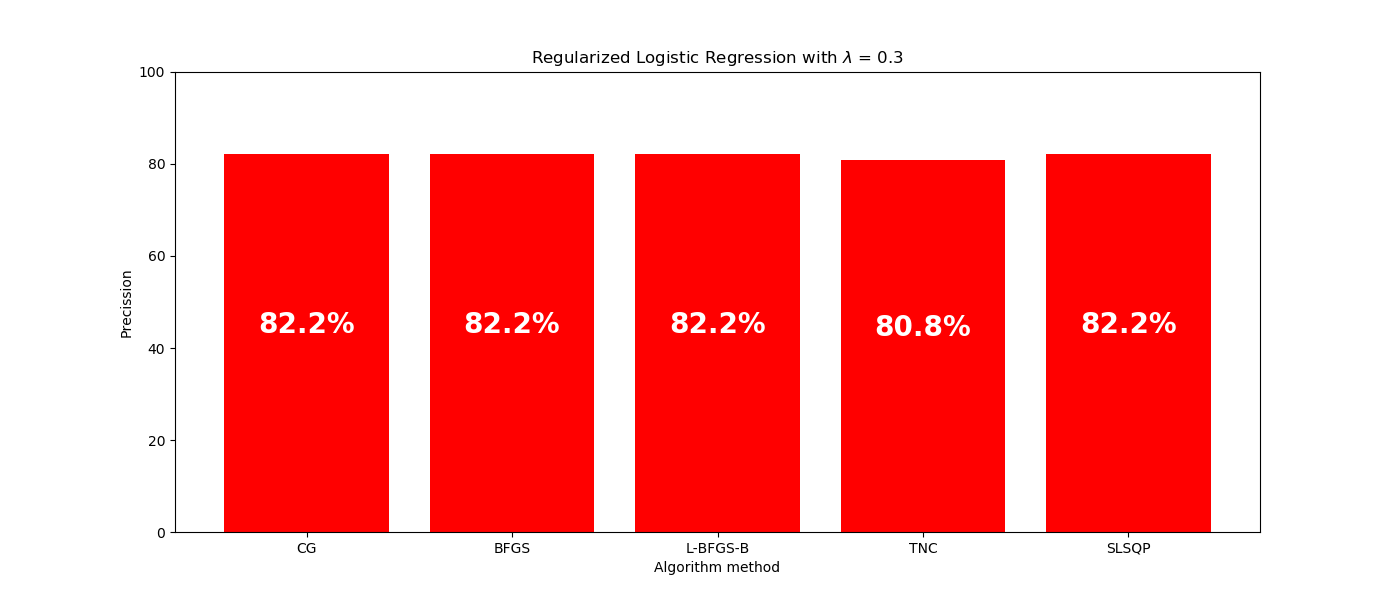 Regularized Logistic Regression with λ = 0.3
100
80
60
40
20
0
Precission
82.2%
82.2%
82.2%
80.8%
82.2%
CG
BFGS
L-BFGS-B
TNC
SLSQP
Algorithm method